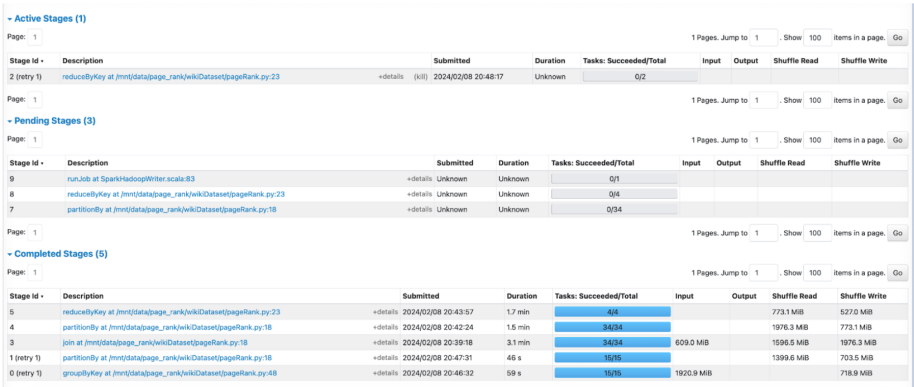 Active Stages (1)
Page: 1 1 Pages. Jump to 1 . Show 100 items in a page. Go
Stage Id Description Submitted Duration Tasks: Succeeded/Total Input Output Shuffle Read Shuffle Write
2 (retry 1) reduceByKey at /mnt/data/page_rank/wikiDataset/pageRank.py:23 +details (kill) 2024/02/08 20:48:17 Unknown 0/2
Page: 1 1 Pages. Jump to 1 . Show 100 items in a page. Go
Pending Stages (3)
Page: 1 1 Pages. Jump to 1 . Show 100 items in a page. Go
Stage Id Description Submitted Duration Tasks: Succeeded/Total Input Output Shuffle Read Shuffle Write
9 runJob at SparkHadoopWriter.scala:83 +details Unknown Unknown 0/1
8 reduceByKey at /mnt/data/page_rank/wikiDataset/pageRank.py:23 +details Unknown Unknown 0/4
7 partitionBy at /mnt/data/page_rank/wikiDataset/pageRank.py:18 +details Unknown Unknown 0/34
Page: 1 1 Pages. Jump to 1 . Show 100 items in a page. Go
Completed Stages (5)
Page: 1 1 Pages. Jump to 1 . Show 100 items in a page. Go
Stage Id Description Submitted Duration Tasks: Succeeded/Total Input Output Shuffle Read Shuffle Write
5 reduceByKey at /mnt/data/page_rank/wikiDataset/pageRank.py:23 +details 2024/02/08 20:43:57 1.7 min 4/4 773.1 MiB 527.0 MiB
4 partitionBy at /mnt/data/page_rank/wikiDataset/pageRank.py:18 +details 2024/02/08 20:42:24 1.5 min 34/34 1976.3 MiB 773.1 MiB
3 join at /mnt/data/page_rank/wikiDataset/pageRank.py:18 +details 2024/02/08 20:39:18 3.1 min 34/34 609.0 MiB 1596.5 MiB 1976.3 MiB
1 (retry 1) partitionBy at /mnt/data/page_rank/wikiDataset/pageRank.py:18 +details 2024/02/08 20:47:31 46 s 15/15 1399.6 MiB 703.5 MiB
0 (retry 1) groupByKey at /mnt/data/page_rank/wikiDataset/pageRank.py:48 +details 2024/02/08 20:46:32 59 s 15/15 1920.9 MiB 718.9 MiB